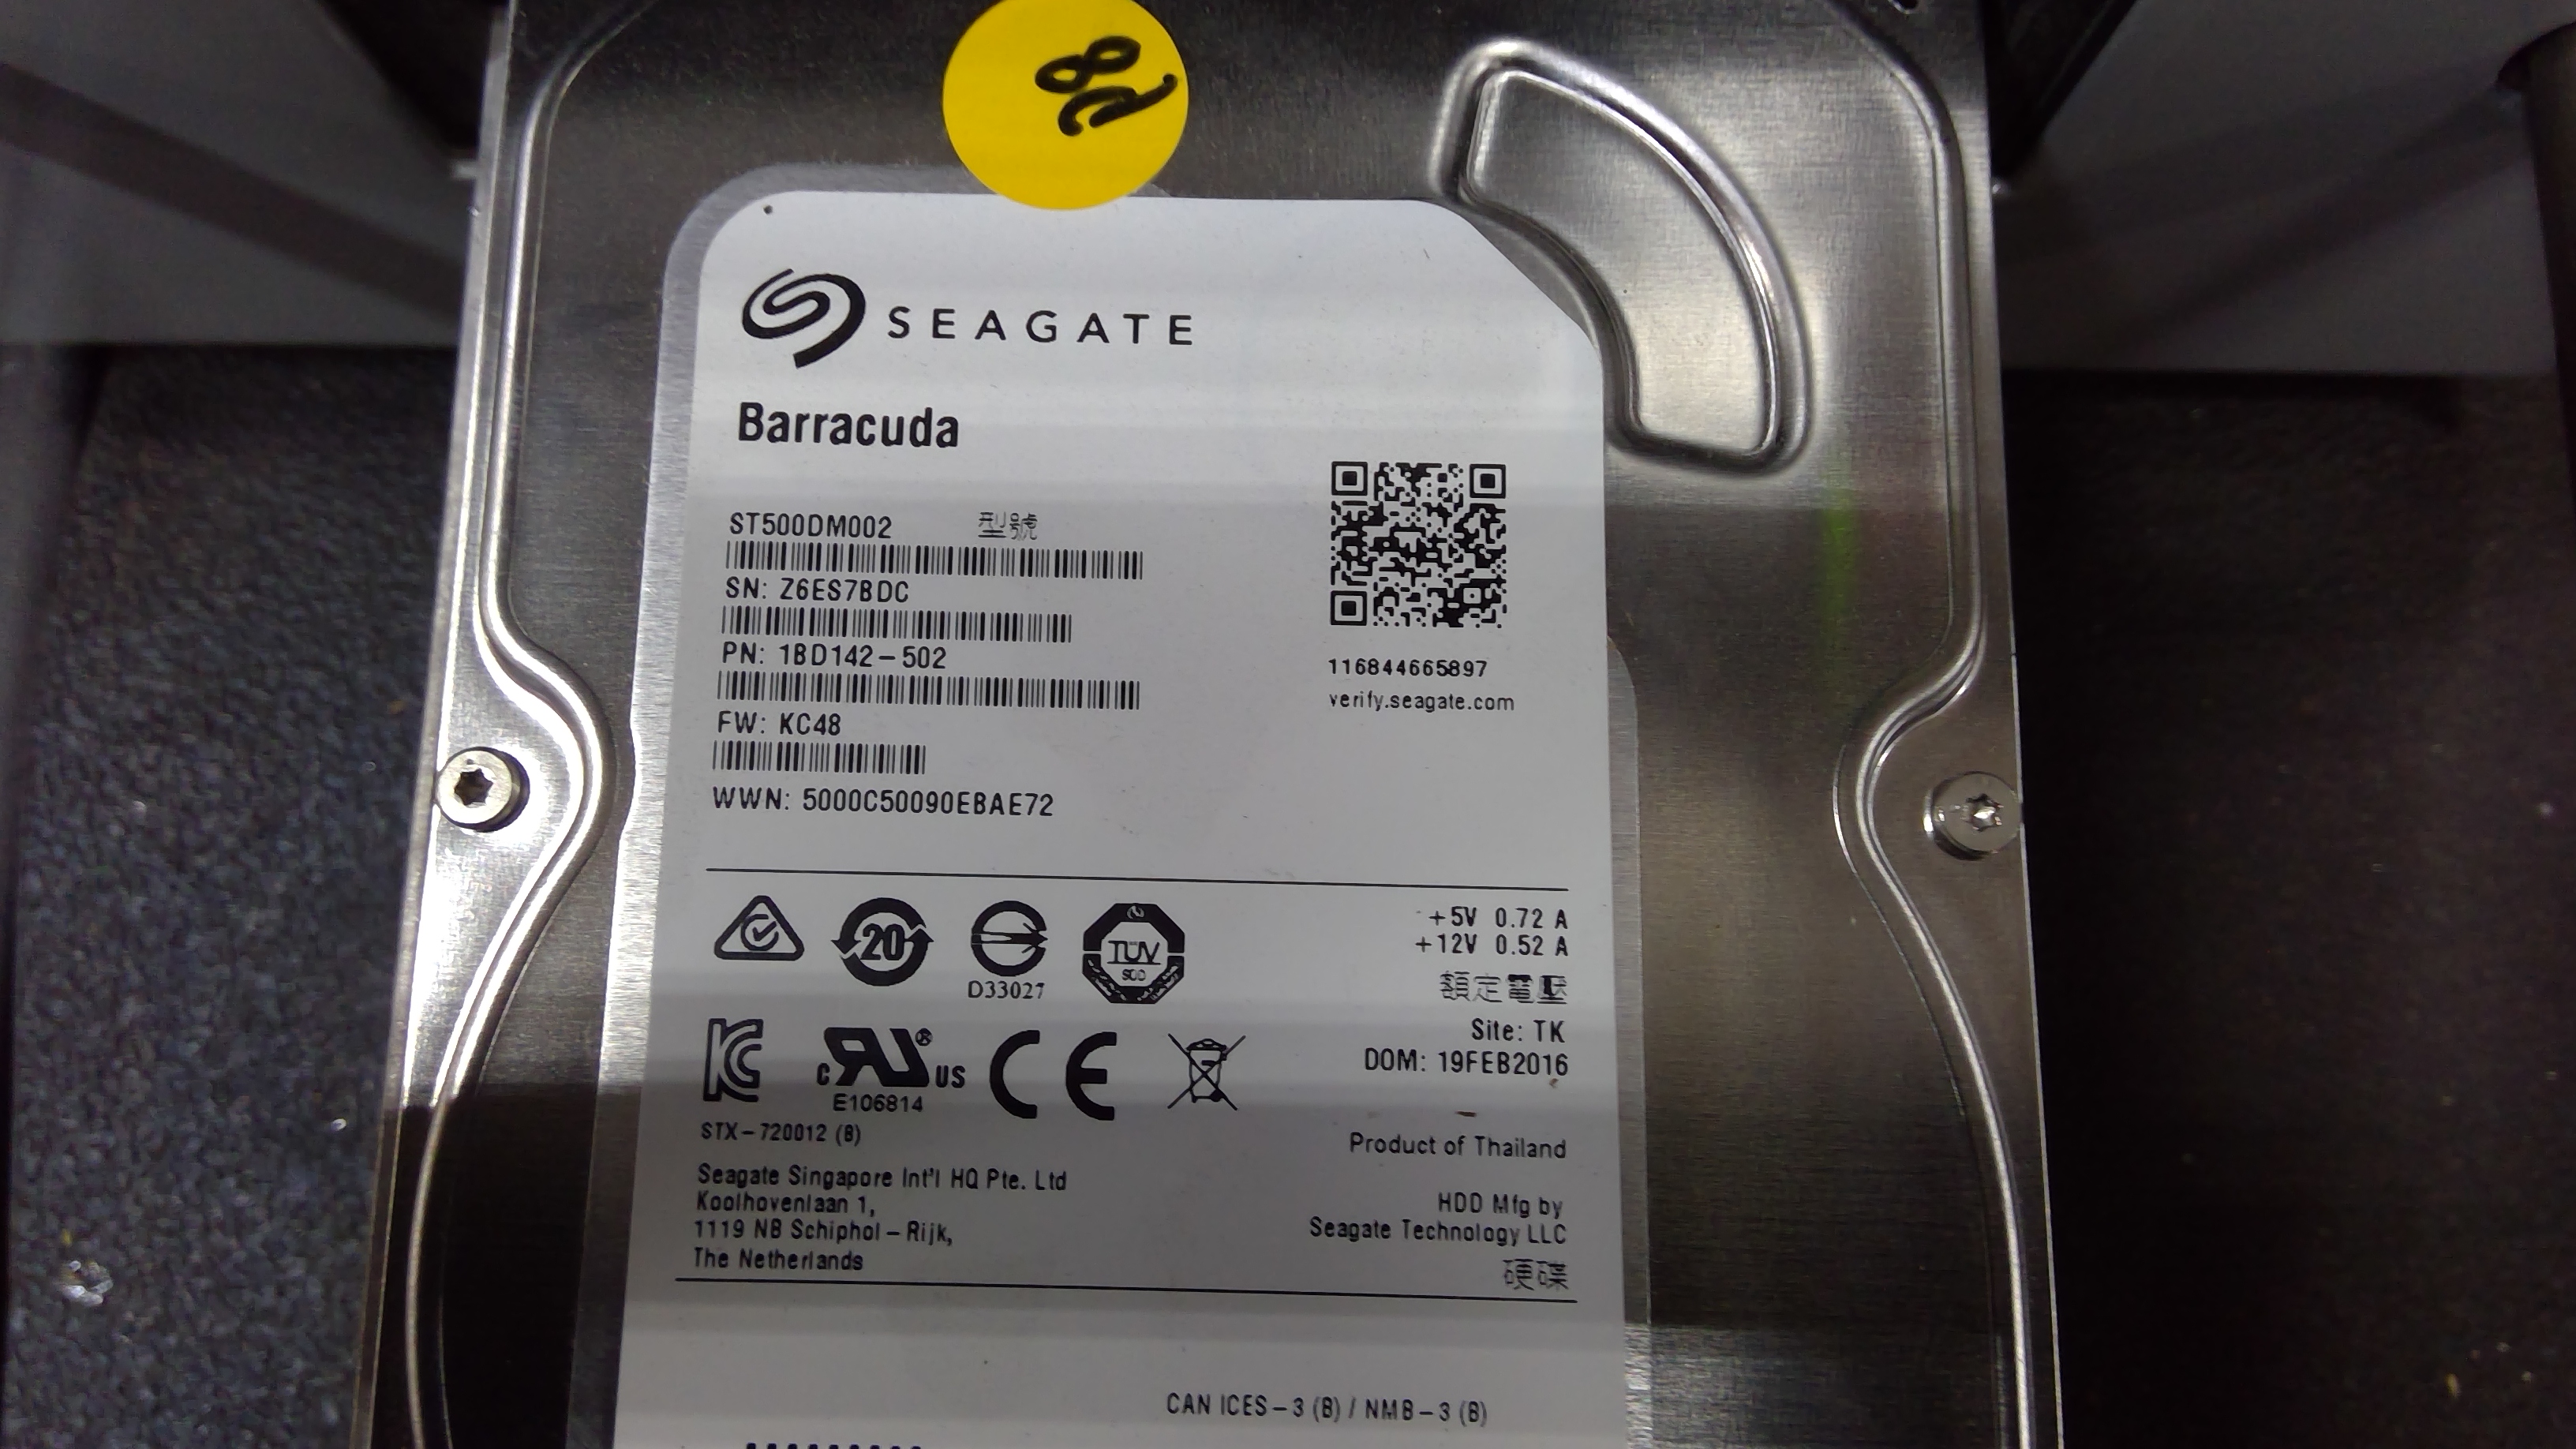 SEAGATE
Barracuda
ST500DM002 型號
SN: Z6ES7BDC
PN: 1BD142-502
FW: KC48
WWN: 5000C50090EBAE72
116844665897
verify.seagate.com
20
D33027
TÜV
SÜD
+5V 0.72 A
+12V 0.52 A
額定電壓
Site: TK
DOM: 19FEB2016
c US ®
E106814
CE
STX-720012 (B)
Product of Thailand
Seagate Singapore Int'l HQ Pte. Ltd
Koolhovenlaan 1,
1119 NB Schiphol-Rijk,
The Netherlands
HDD Mfg by
Seagate Technology LLC
硬碟
CAN ICES-3 (B) / NMB-3 (B)